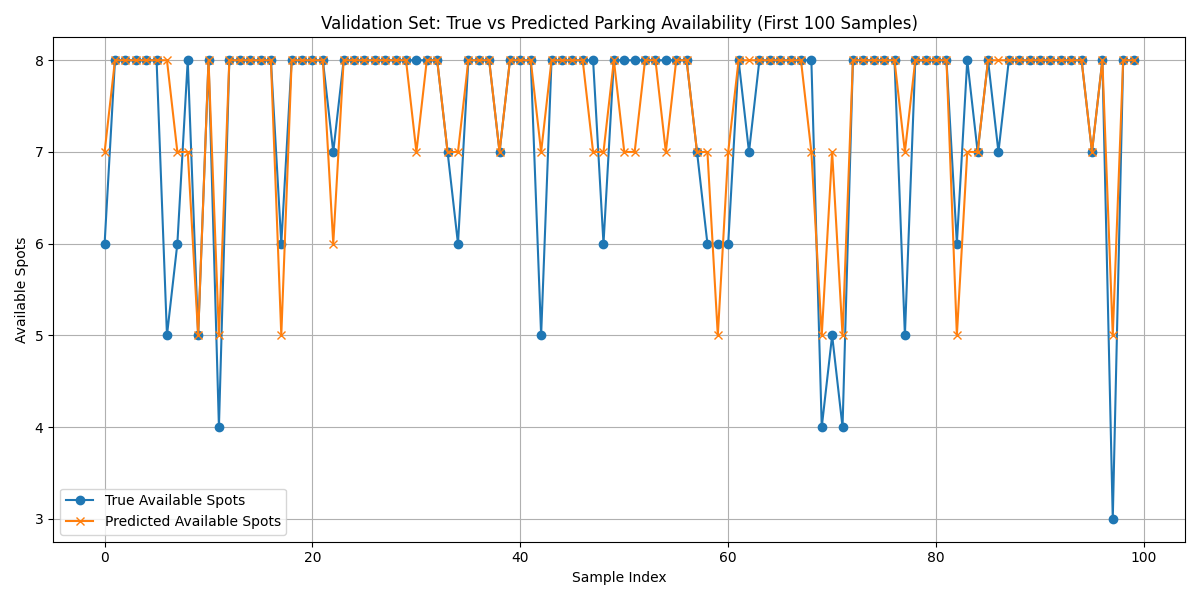 Validation Set: True vs Predicted Parking Availability (First 100 Samples)
Available Spots
8
7
6
5
4
3
True Available Spots
Predicted Available Spots
0 20 40 60 80 100
Sample Index